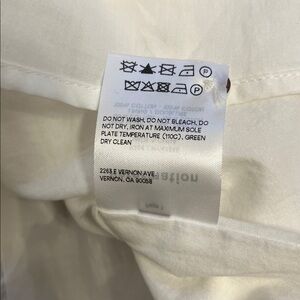 DO NOT WASH, DO NOT BLEACH, DO
NOT DRY, IRON AT MAXIMUM SOLE
PLATE TEMPERATURE (110C), GREEN
DRY CLEAN
2263 E VERNON AVE
VERNON, CA 90058